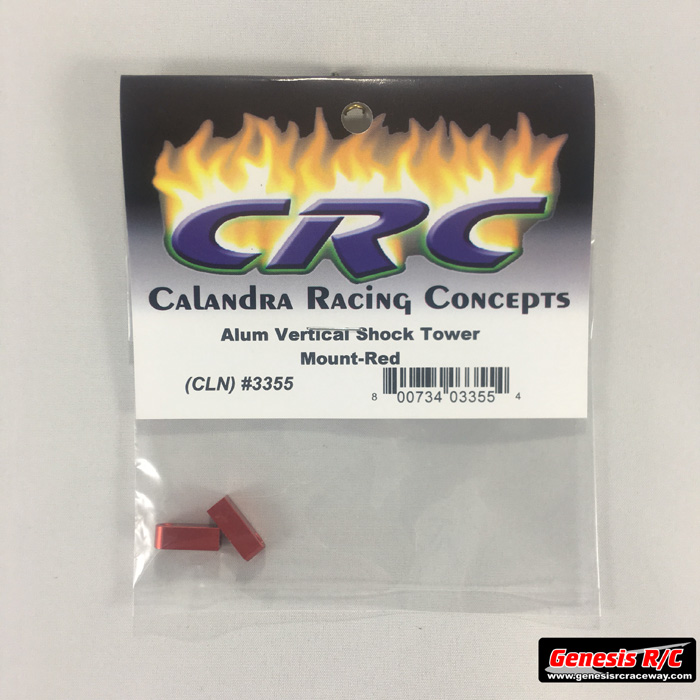 CRC
Calandra Racing Concepts
Alum Vertical Shock Tower
Mount-Red
(CLN) #3355
8 00734 03355 4
Genesis R/C
www.genesisrcraceway.com